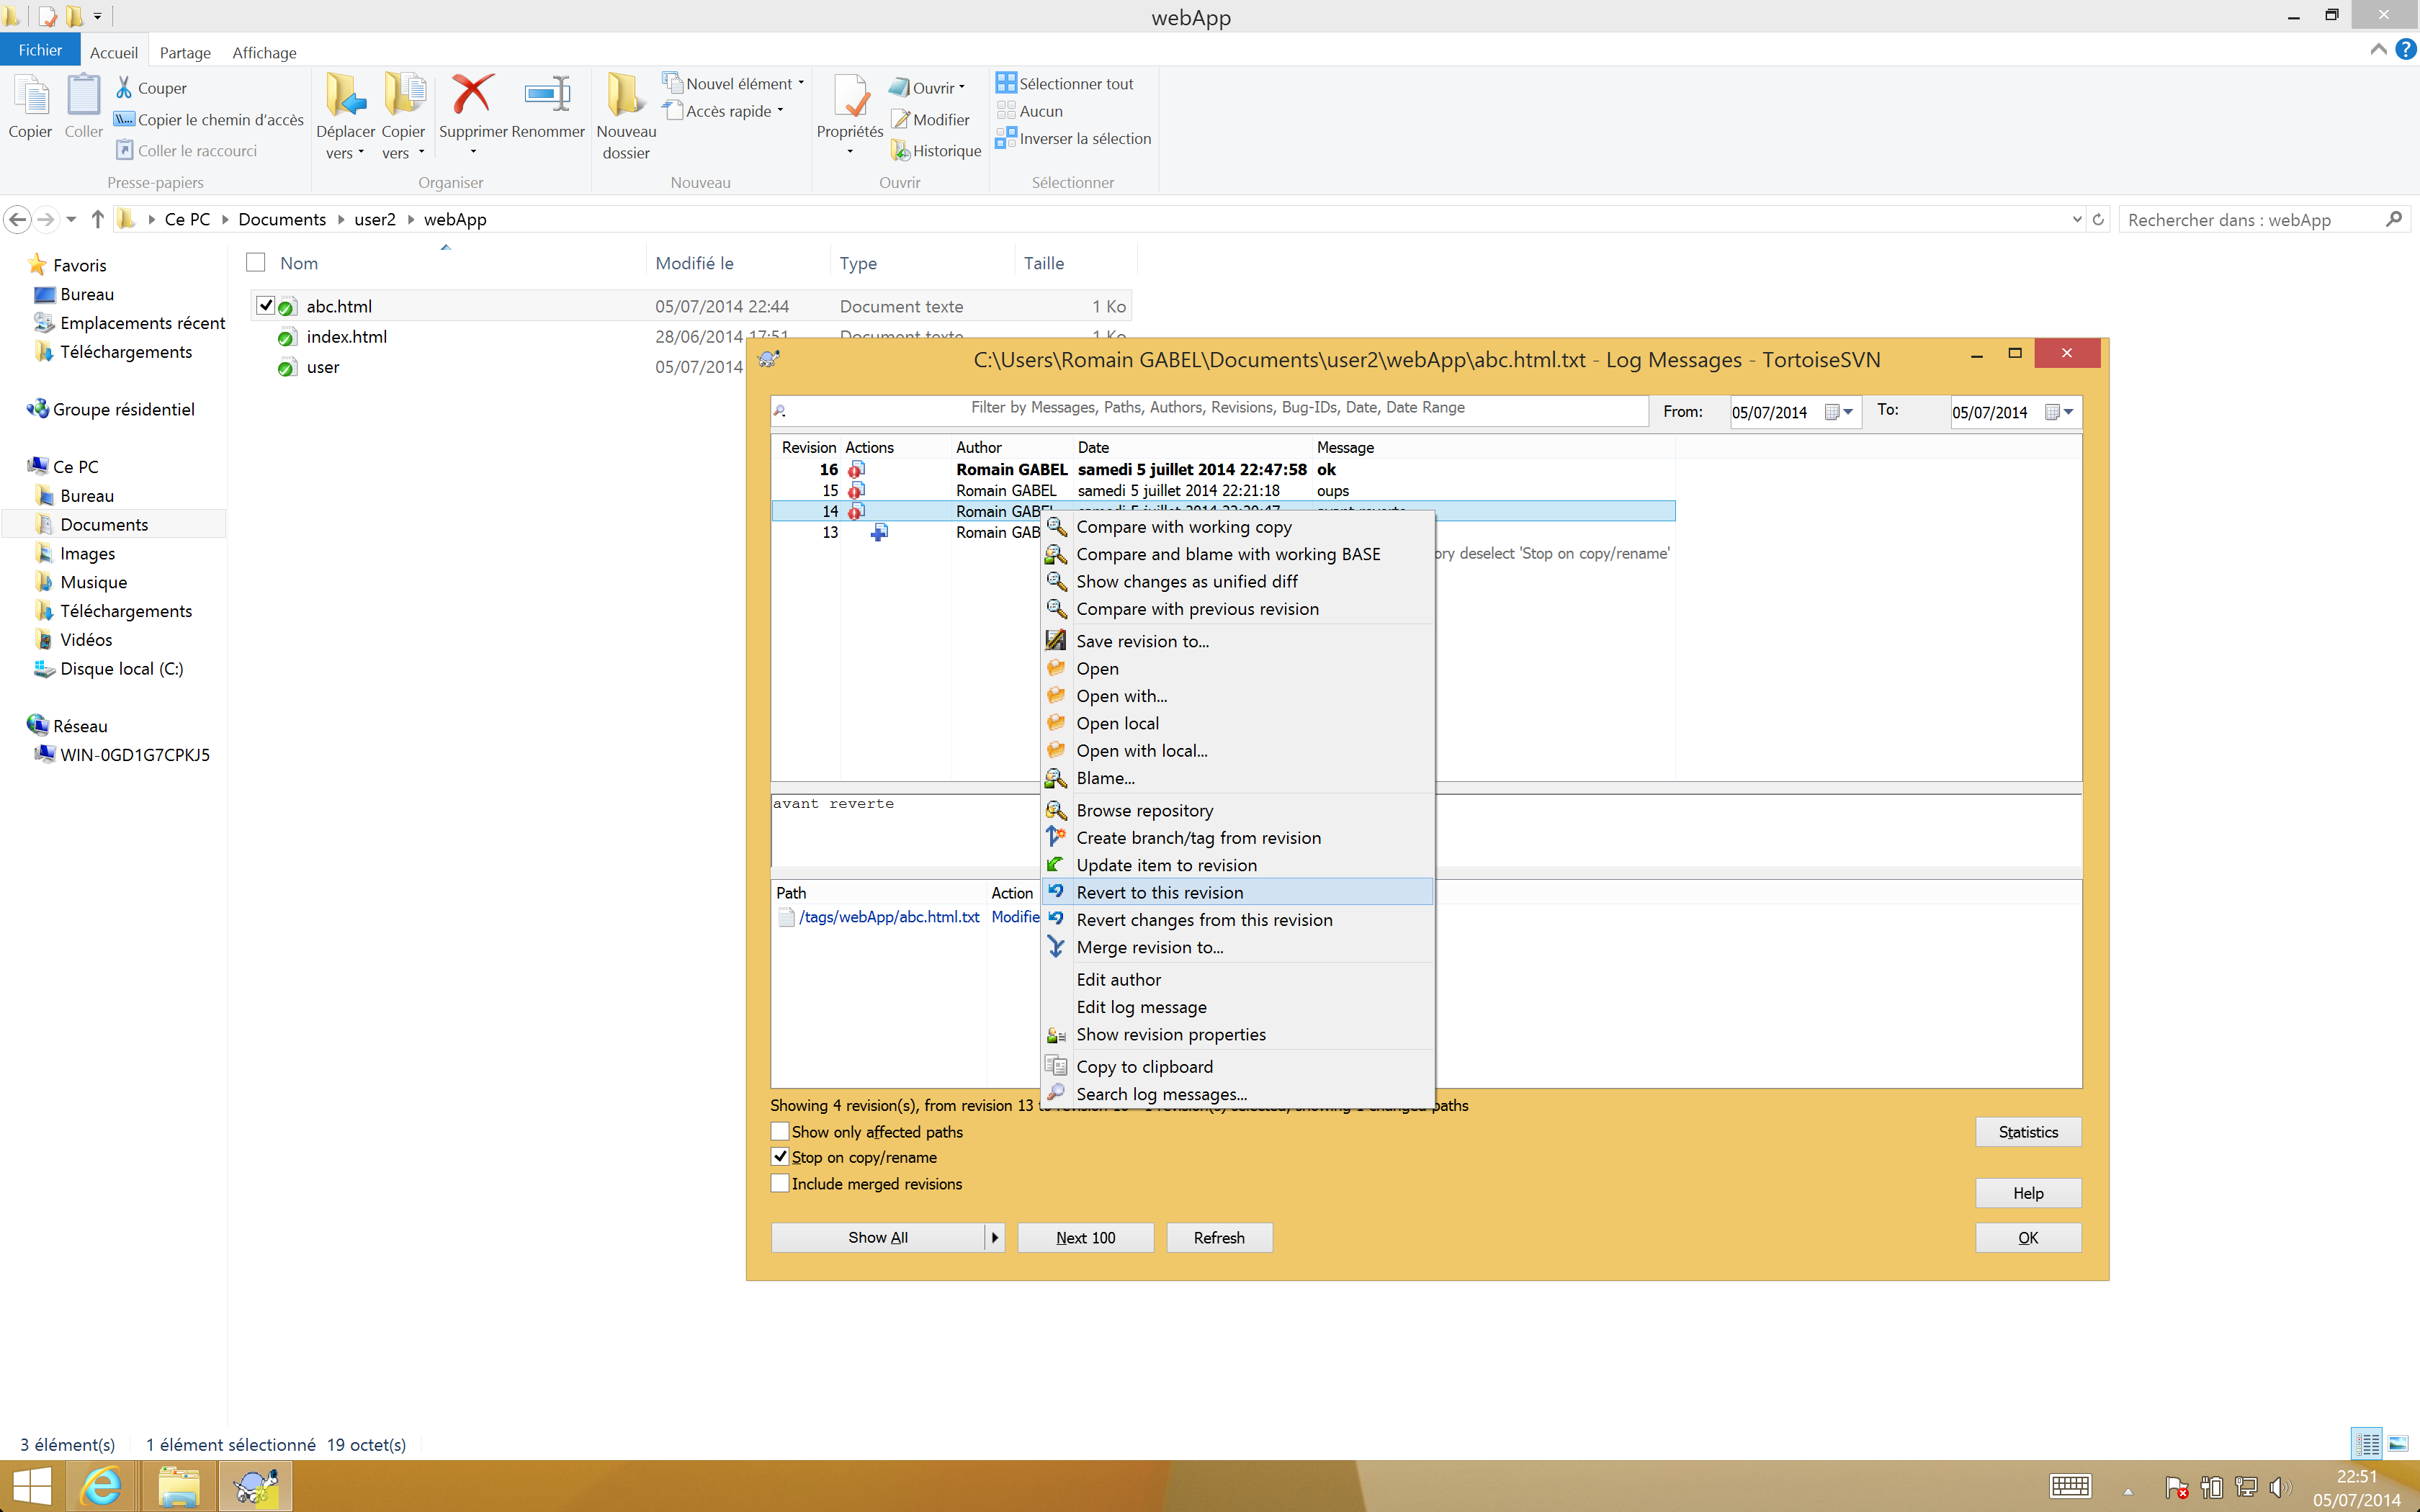 webApp
Fichier
Accueil
Partage
Affichage
Copier
Coller
Couper
Copier le chemin d'accès
Coller le raccourci
Presse-papiers
Déplacer vers
Copier vers
Supprimer
Renommer
Organiser
Nouveau dossier
Nouvel élément
Accès rapide
Nouveau
Propriétés
Ouvrir
Modifier
Historique
Ouvrir
Sélectionner tout
Aucun
Inverser la sélection
Sélectionner
Ce PC
Documents
user2
webApp
Rechercher dans : webApp
Favoris
Bureau
Emplacements récent
Téléchargements
Groupe résidentiel
Ce PC
Bureau
Documents
Images
Musique
Téléchargements
Vidéos
Disque local (C:)
Réseau
WIN-0GD1G7CPKJ5
Nom Modifié le Type Taille
abc.html 05/07/2014 22:44 Document texte 1 Ko
index.html 28/06/2014 17:51 Document texte 1 Ko
user 05/07/2014
C:\Users\Romain GABEL\Documents\user2\webApp\abc.html.txt - Log Messages - TortoiseSVN
Filter by Messages, Paths, Authors, Revisions, Bug-IDs, Date, Date Range
From: 05/07/2014 To: 05/07/2014
Revision Actions Author Date Message
16 Romain GABEL samedi 5 juillet 2014 22:47:58 ok
15 Romain GABEL samedi 5 juillet 2014 22:21:18 oups
14 Romain GABEL
13 Romain GAB
ory deselect 'Stop on copy/rename'
Compare with working copy
Compare and blame with working BASE
Show changes as unified diff
Compare with previous revision
Save revision to...
Open
Open with...
Open local
Open with local...
Blame...
Browse repository
Create branch/tag from revision
Update item to revision
Revert to this revision
Revert changes from this revision
Merge revision to...
Edit author
Edit log message
Show revision properties
Copy to clipboard
Search log messages...
avant reverte
Path Action
/tags/webApp/abc.html.txt Modifie
Showing 4 revision(s), from revision 13 paths
Show only affected paths
Stop on copy/rename
Include merged revisions
Statistics
Help
Show All
Next 100
Refresh
OK
3 élément(s) 1 élément sélectionné 19 octet(s)
22:51
05/07/2014